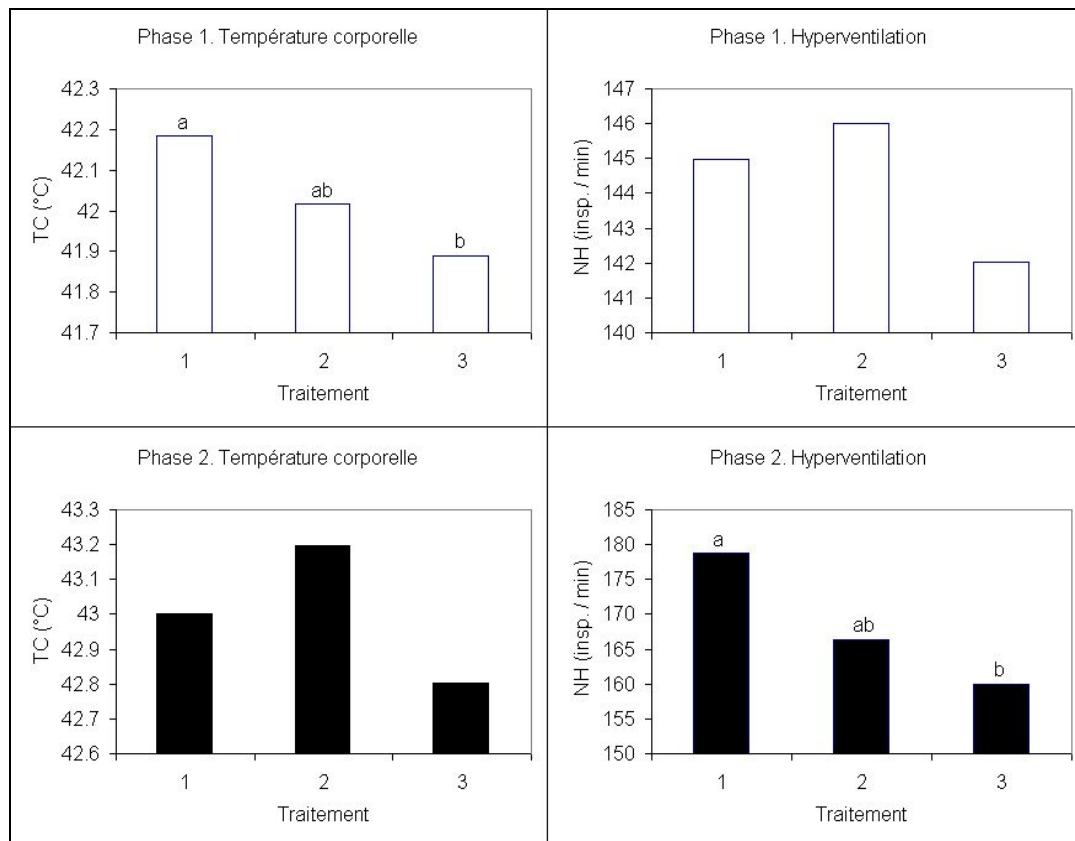 Phase 1. Température corporelle
TC (°C)
42.3
42.2
42.1
42
41.9
41.8
41.7
a
ab
b
1 2 3
Traitement
Phase 1. Hyperventilation
NH (insp. / min)
147
146
145
144
143
142
141
140
1 2 3
Traitement
Phase 2. Température corporelle
TC (°C)
43.3
43.2
43.1
43
42.9
42.8
42.7
42.6
1 2 3
Traitement
Phase 2. Hyperventilation
NH (insp. / min)
185
180
175
170
165
160
155
150
a
ab
b
1 2 3
Traitement